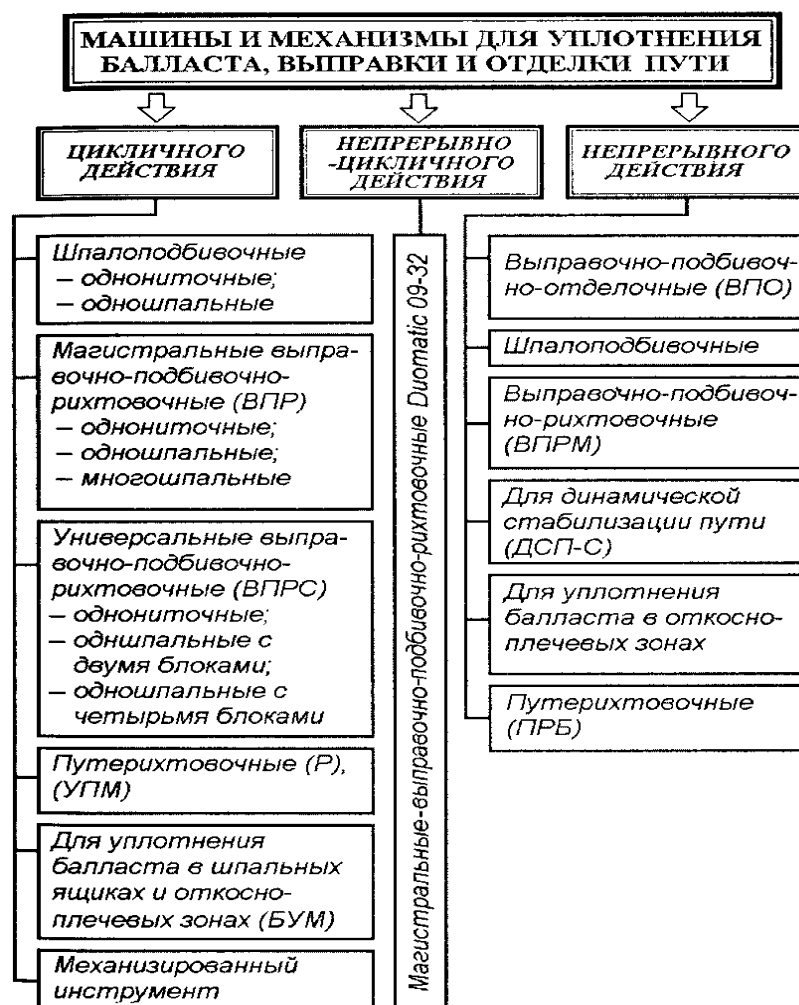 МАШИНЫ И МЕХАНИЗМЫ ДЛЯ УПЛОТНЕНИЯ
БАЛЛАСТА, ВЫПРАВКИ И ОТДЕЛКИ ПУТИ
ЦИКЛИЧНОГО
ДЕЙСТВИЯ
Шпалоподбивочные
– однониточные;
– одношпальные
Магистральные выпра-
вочно-подбивочно-
рихтовочные (ВПР)
– однониточные;
– одношпальные;
– многошпальные
Универсальные выпра-
вочно-подбивочно-
рихтовочные (ВПРС)
– однониточные;
– одншпальные с
двумя блоками;
– одношпальные с
четырьмя блоками
Путерихтовочные (Р),
(УПМ)
Для уплотнения
балласта в шпальных
ящиках и откосно-
плечевых зонах (БУМ)
Механизированный
инструмент
НЕПРЕРЫВНО
-ЦИКЛИЧНОГО
ДЕЙСТВИЯ
Магистральные-выправочно-подбивочно-рихтовочные Duomatic 09-32
НЕПРЕРЫВНОГО
ДЕЙСТВИЯ
Выправочно-подбивоч-
но-отделочные (ВПО)
Шпалоподбивочные
Выправочно-подбивоч-
но-рихтовочные
(ВПРМ)
Для динамической
стабилизации пути
(ДСП-С)
Для уплотнения
балласта в откосно-
плечевых зонах
Путерихтовочные
(ПРБ)